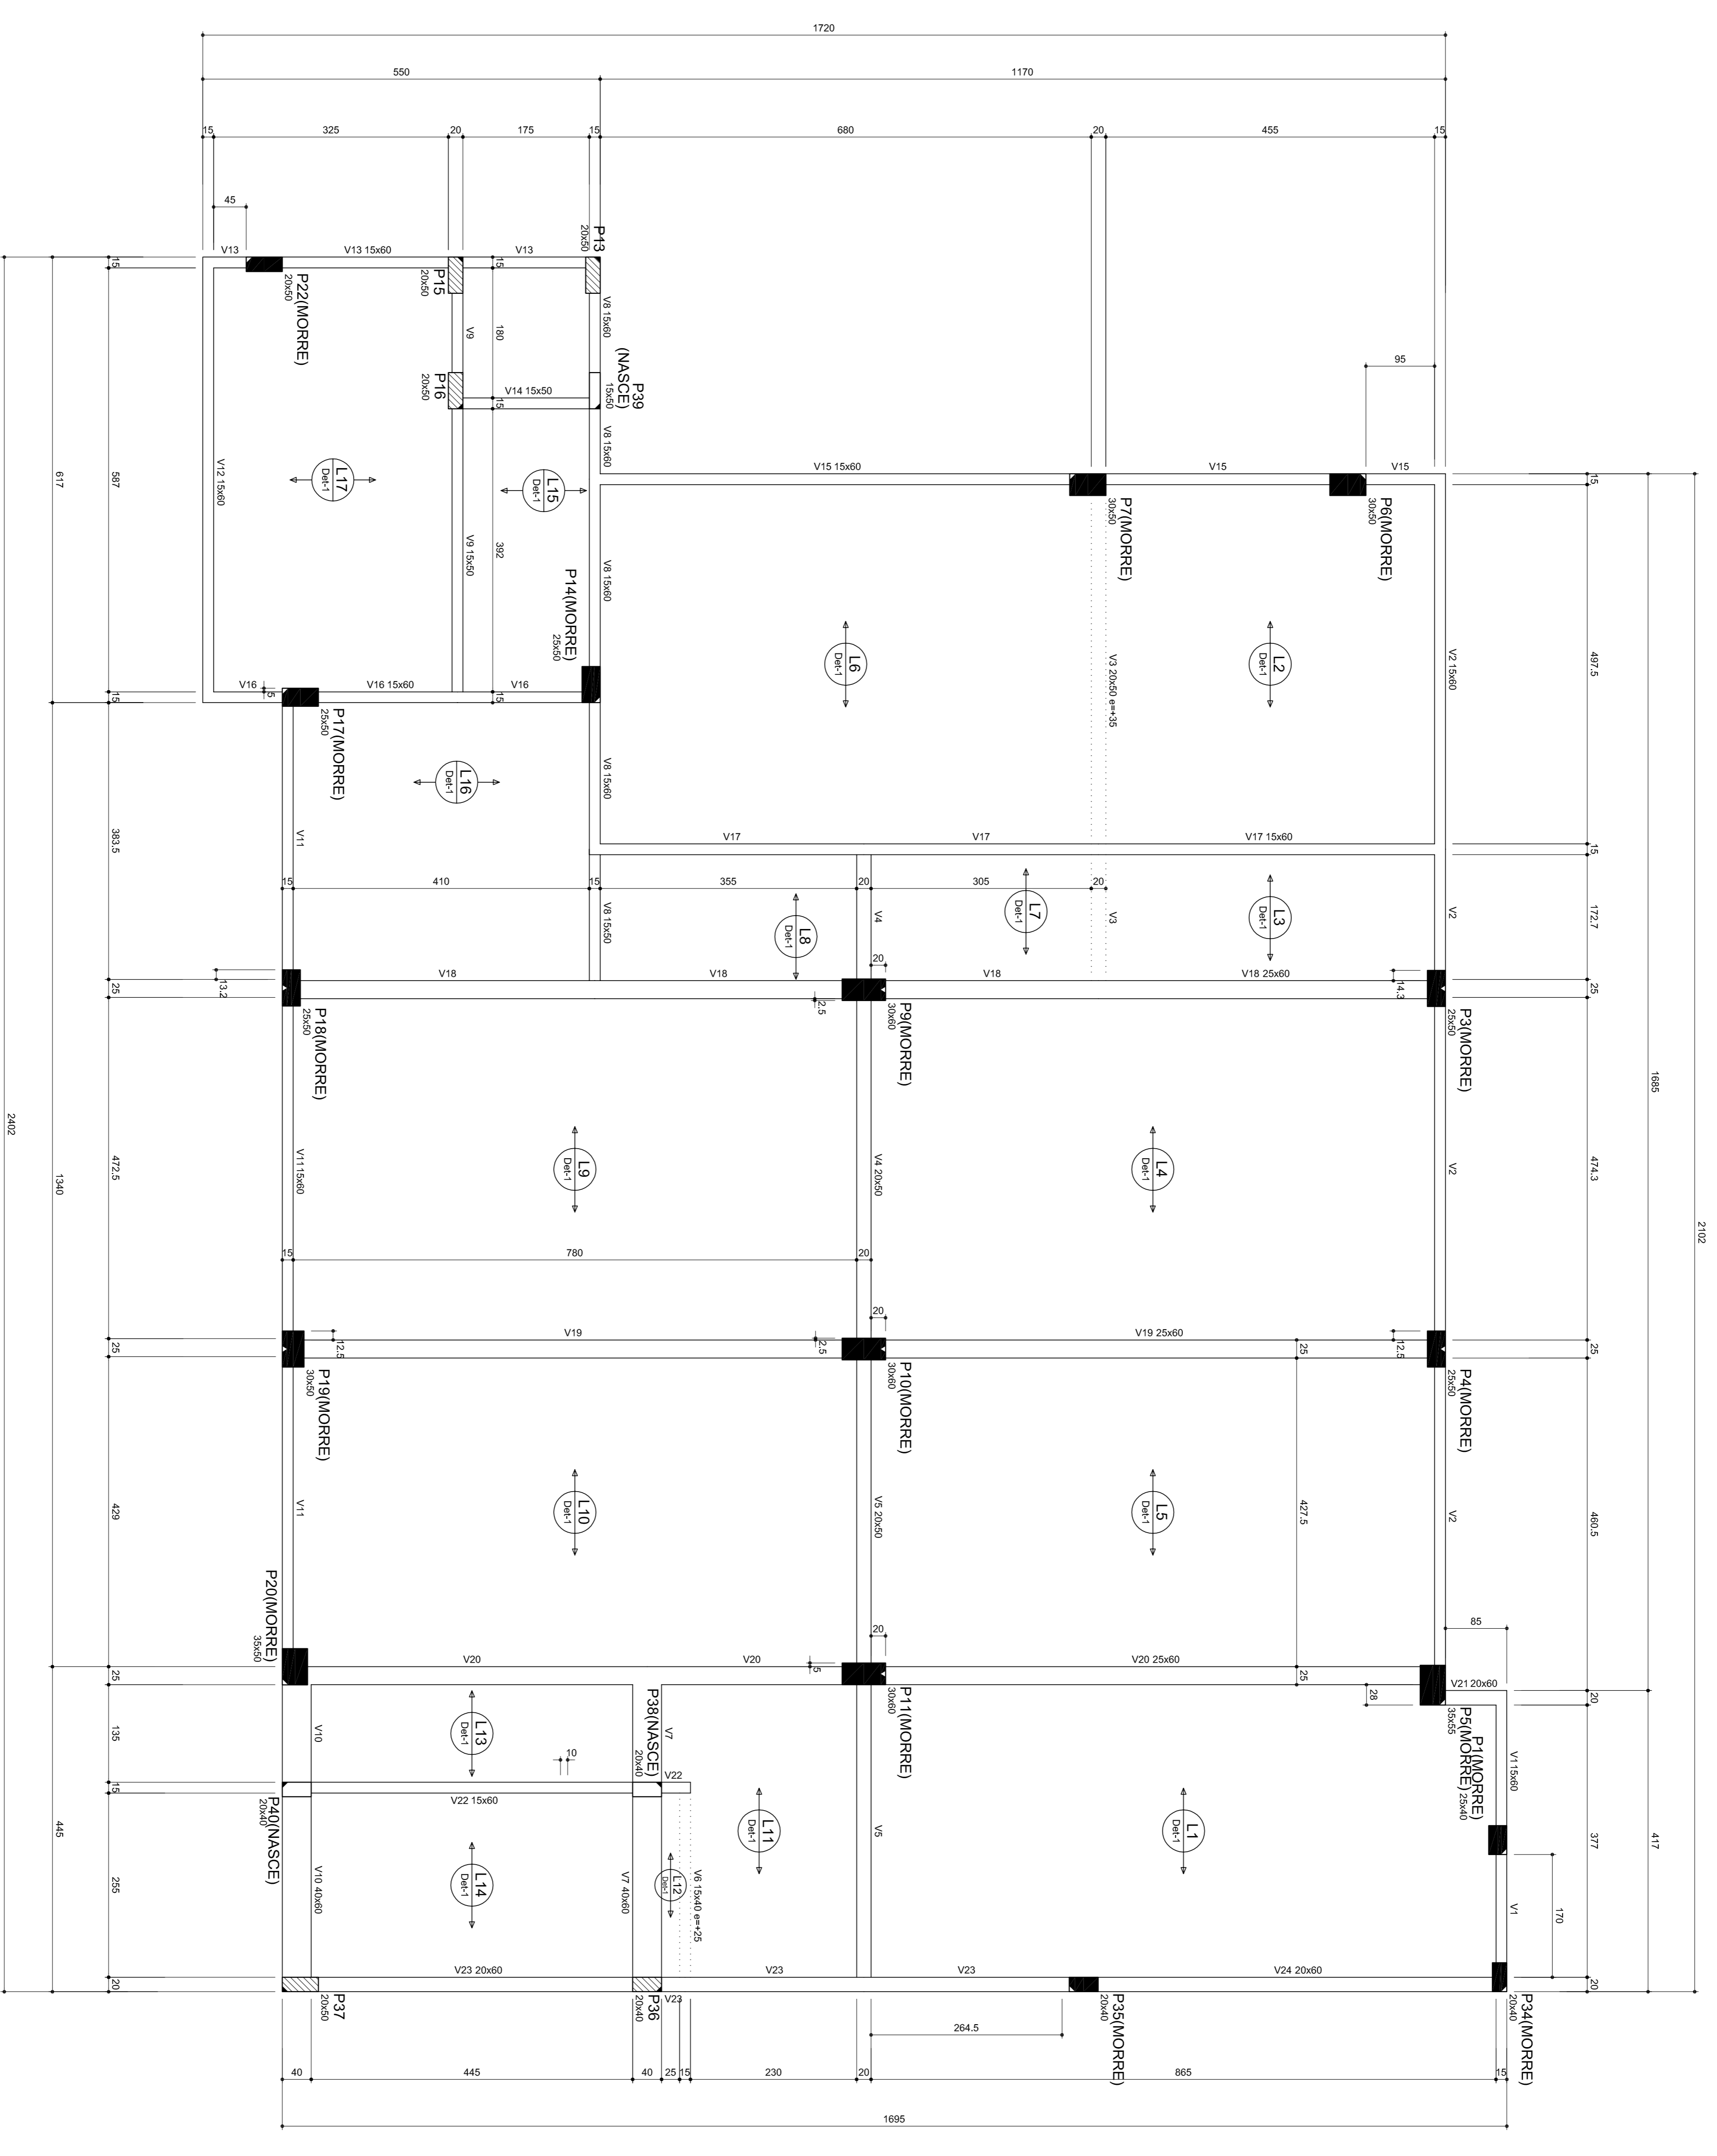 1720
550
1170
15
325
20
175
15
680
20
455
15
45
95
V13
V13 15x60
V13
P13
20x50
P22(MORRE)
20x50
P15
20x50
15
180
V9
V8 15x60
P39
(NASCE)
15x50
P16
20x50
V14 15x50
15
V8 15x60
V15 15x60
V15
V15
P7(MORRE)
30x50
P6(MORRE)
30x50
15
587
15
617
2402
V12 15x60
L17
Det-1
L15
Det-1
V9 15x50
392
P14(MORRE)
25x50
V8 15x60
L6
Det-1
V3 20x50 e=+35
L2
Det-1
V2 15x60
15
497.5
15
1685
2102
V16
5
V16 15x60
V16
15
15
P17(MORRE)
25x50
L16
Det-1
V8 15x60
V17
V17
V17 15x60
383.5
V11
15
410
15
355
20
305
20
V8 15x50
L8
Det-1
V4
L7
Det-1
V3
L3
Det-1
V2
172.7
20
13.2
25
V18
V18
V18
V18 25x60
14.3
25
P18(MORRE)
25x50
2.5
P9(MORRE)
30x60
P3(MORRE)
25x50
472.5
V11 15x60
L9
Det-1
V4 20x50
L4
Det-1
V2
474.3
1340
15
780
20
20
25
12.5
V19
2.5
V19 25x60
25
12.5
25
P19(MORRE)
30x50
P10(MORRE)
30x60
P4(MORRE)
25x50
429
V11
L10
Det-1
V5 20x50
L5
Det-1
427.5
V2
460.5
P20(MORRE)
35x50
20
85
25
V20
V20
5
V20 25x60
25
28
V21 20x60
20
P38(NASCE)
20x40
P11(MORRE)
30x60
P5(MORRE)
35x55
P1(MORRE)
25x40
135
V10
L13
Det-1
10
V7
V22
V1 15x60
15
V22 15x60
P40(NASCE)
20x40
L11
Det-1
V5
L1
Det-1
377
417
445
255
V10 40x60
L14
Det-1
V7 40x60
L12
Det-1
V6 15x40 e=+25
V1
170
20
V23 20x60
V23
V23
V24 20x60
20
P37
20x50
P36
20x40
V23
P35(MORRE)
20x40
P34(MORRE)
20x40
264.5
40
445
40
25
15
230
20
865
15
1695